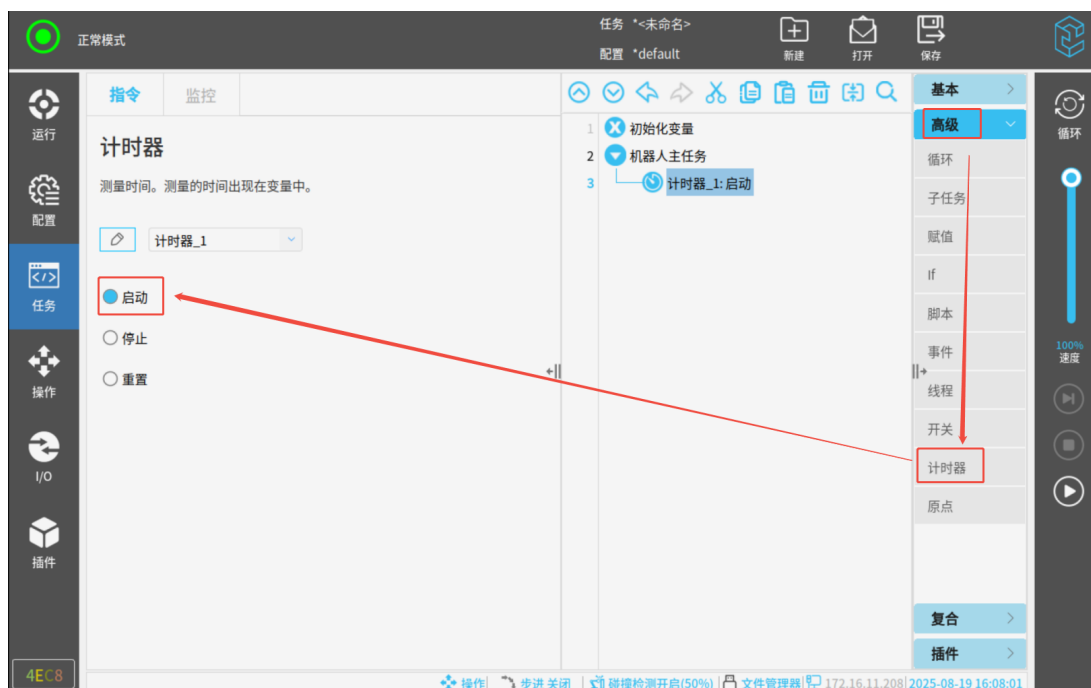 正常模式
任务 *<未命名>
配置 *default
新建
打开
保存
运行
配置
任务
操作
I/O
插件
4EC8
指令
监控
计时器
测量时间。测量的时间出现在变量中。
计时器_1
启动
停止
重置
1 初始化变量
2 机器人主任务
3 计时器_1: 启动
基本
高级
循环
子任务
赋值
If
脚本
事件
线程
开关
计时器
原点
复合
插件
循环
100%
速度
操作
步进 关闭
碰撞检测开启(50%)
文件管理器
172.16.11.208
2025-08-19 16:08:01